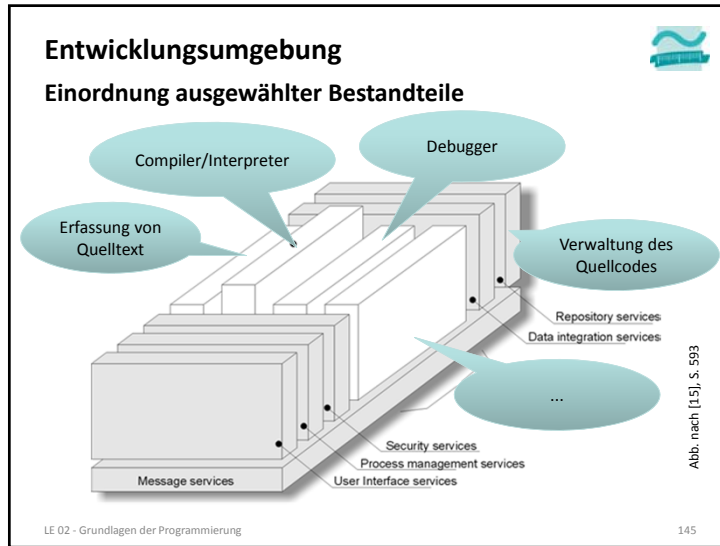 Entwicklungsumgebung
Einordnung ausgewählter Bestandteile
Compiler/Interpreter
Debugger
Erfassung von
Quelltext
Verwaltung des
Quellcodes
Repository services
Data integration services
...
Security services
Process management services
Message services
User Interface services
Abb. nach [15], S. 593
LE 02 - Grundlagen der Programmierung
145